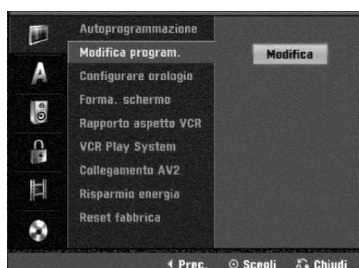 Autoprogrammazione
Modifica program.
Modifica
Configurare orologio
Forma. schermo
Rapporto aspetto VCR
VCR Play System
Collegamento AV2
Risparmio energia
Reset fabbrica
Prec. Scegli Chiudi